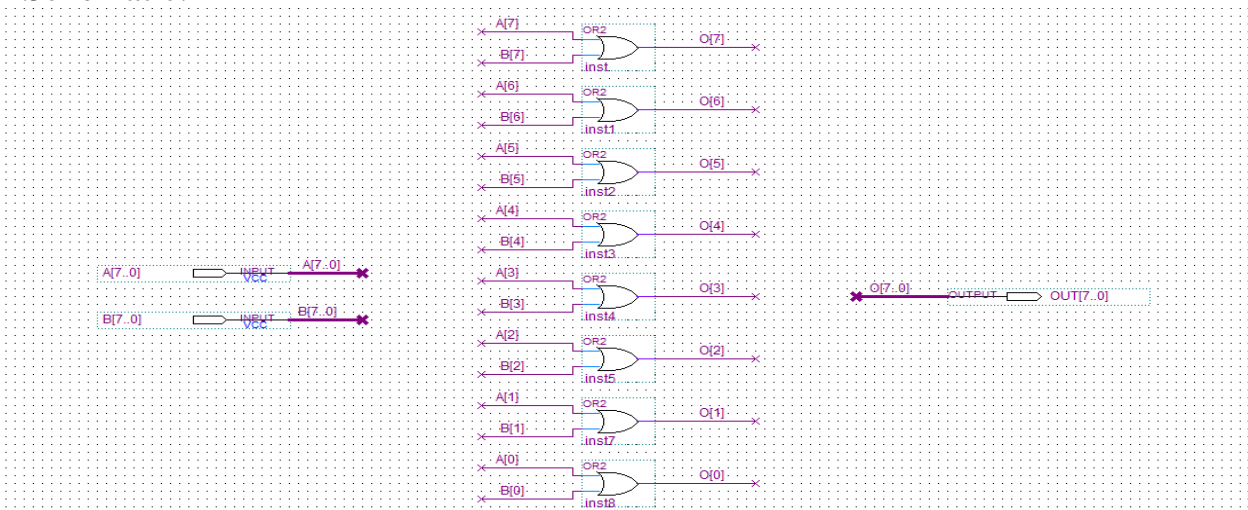 A[7]
OR2
O[7]
B[7]
inst
A[6]
OR2
O[6]
B[6]
inst1
A[5]
OR2
O[5]
B[5]
inst2
A[4]
OR2
O[4]
B[4]
inst3
A[7..0] INPUT A[7..0]
VCC
A[3]
OR2
O[3]
B[3]
inst4
O[7..0] OUTPUT OUT[7..0]
B[7..0] INPUT B[7..0]
VCC
A[2]
OR2
O[2]
B[2]
inst5
A[1]
OR2
O[1]
B[1]
inst7
A[0]
OR2
O[0]
B[0]
inst8